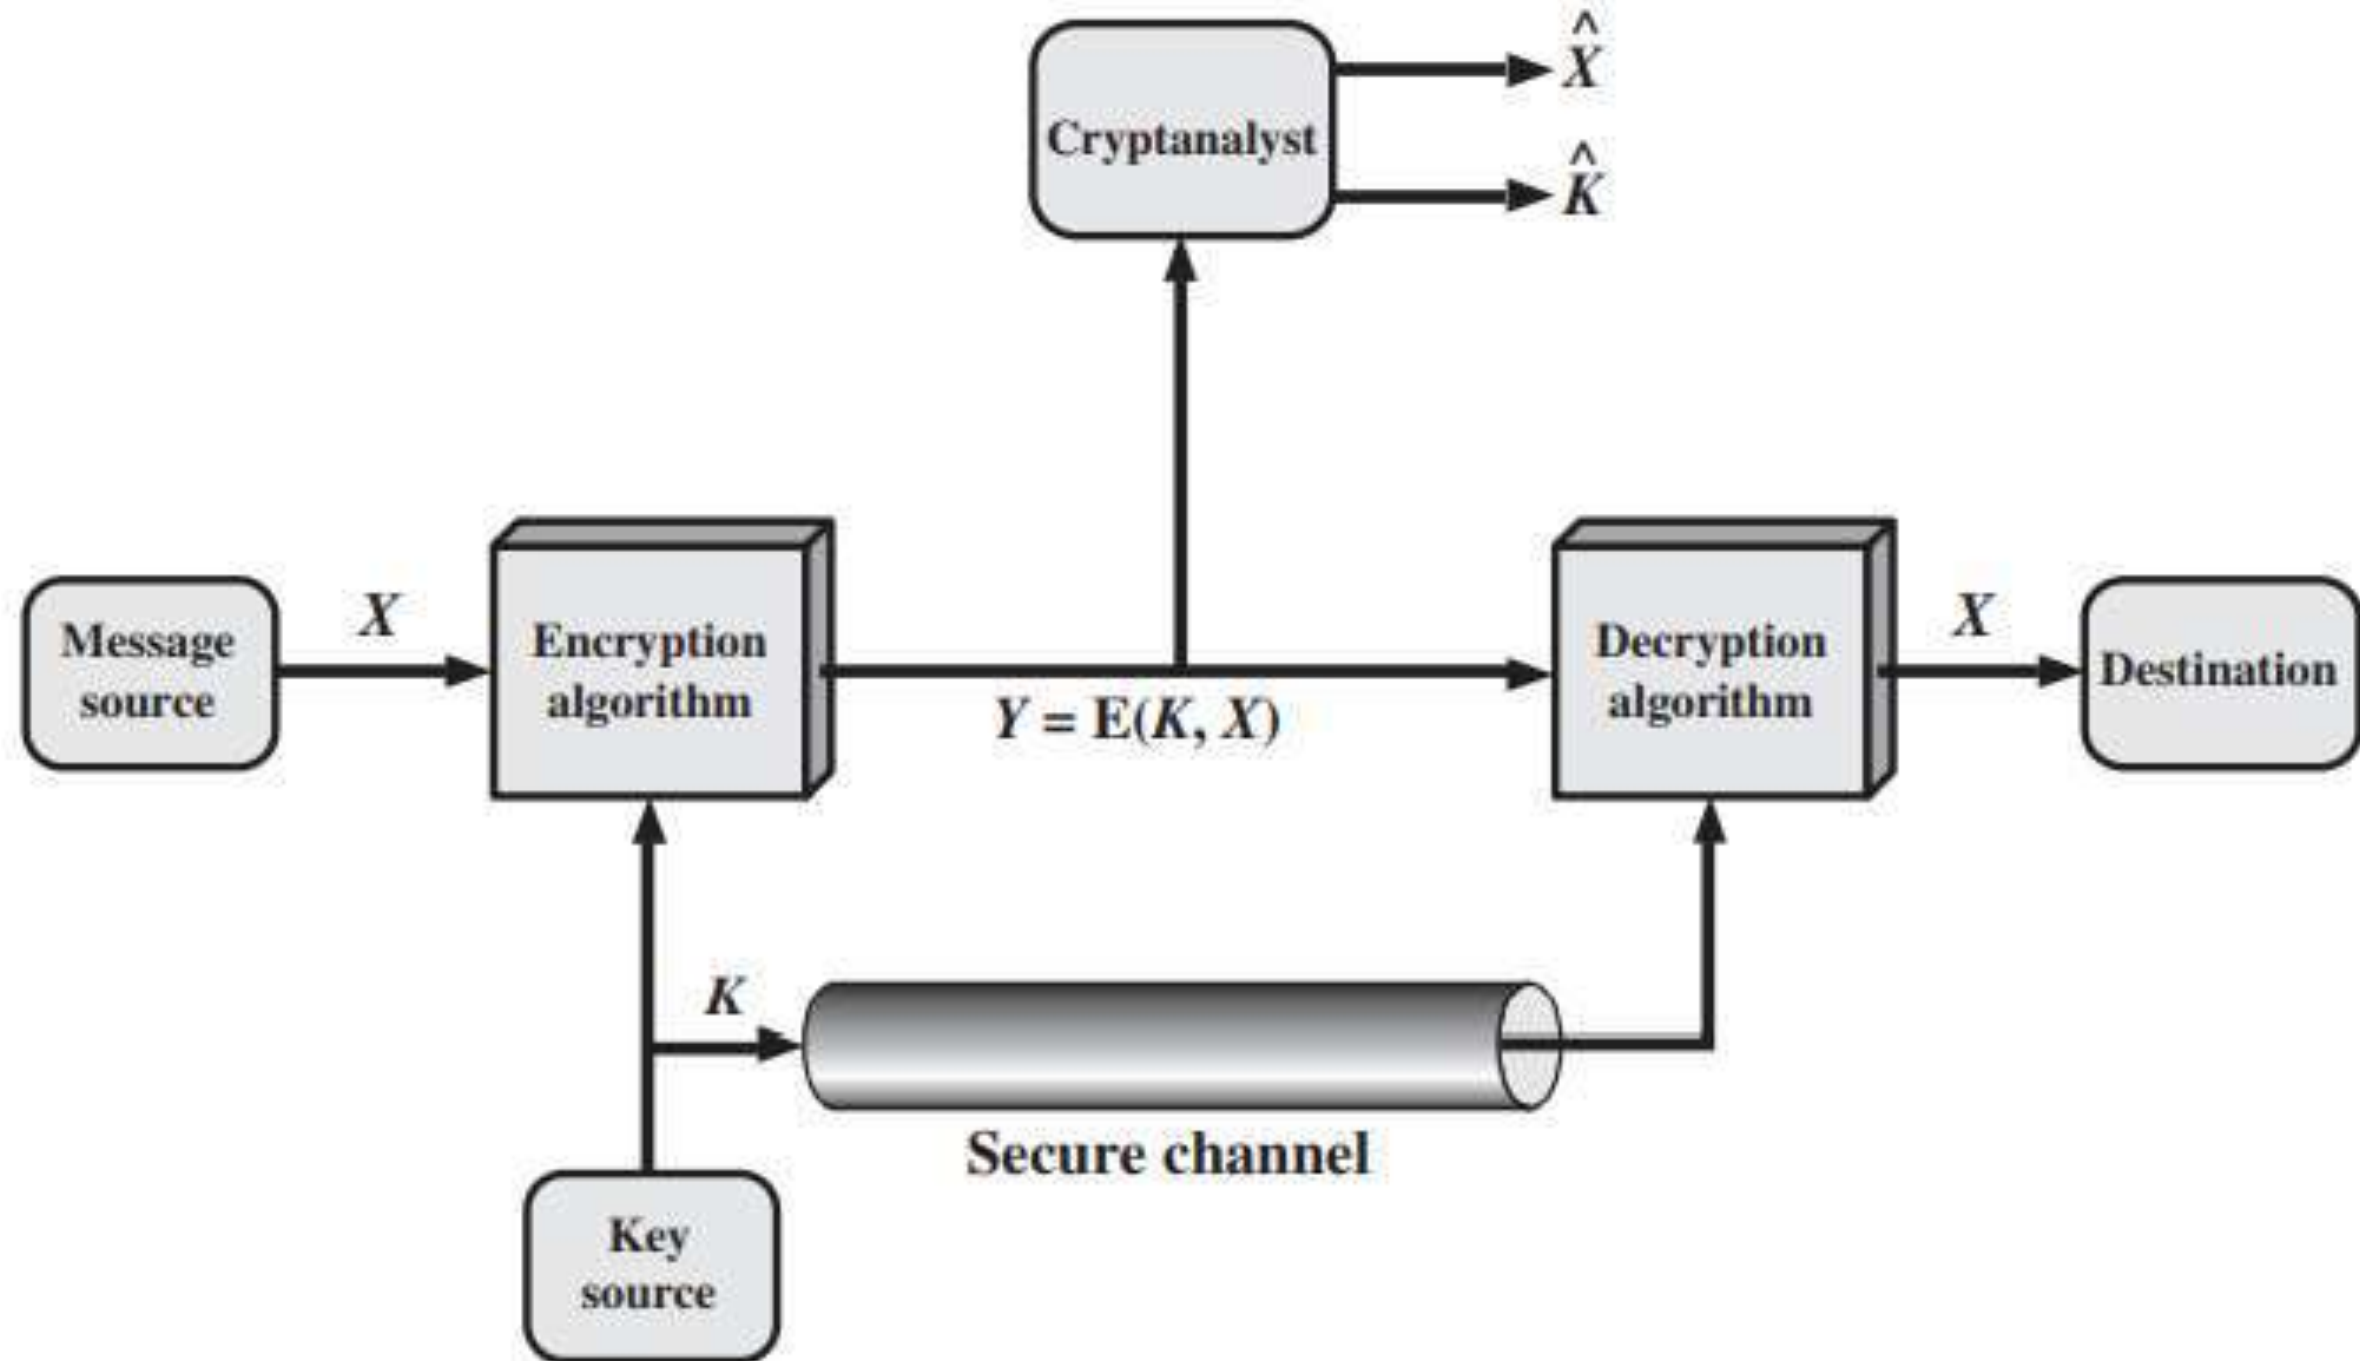 X̂
Cryptanalyst
K̂
Message
source
X
Encryption
algorithm
Y = E(K, X)
Decryption
algorithm
X
Destination
K
Secure channel
Key
source